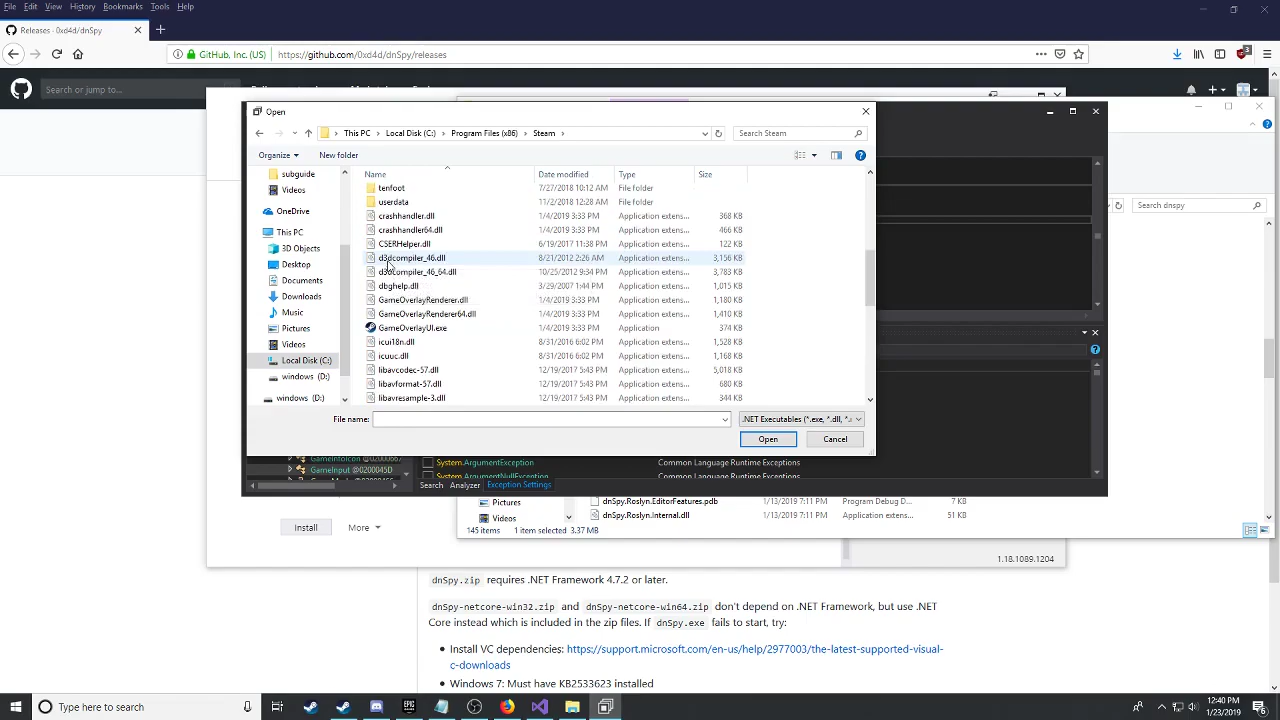 File Edit View History Bookmarks Tools Help
Releases · 0xd4d/dnSpy
GitHub, Inc. (US) https://github.com/0xd4d/dnSpy/releases
3
Search or jump to...
Open
This PC > Local Disk (C:) > Program Files (x86) > Steam >
Search Steam
Organize New folder
Name Date modified Type Size
tenfoot 7/27/2018 10:12 AM File folder
userdata 11/2/2018 12:28 AM File folder
crashhandler.dll 1/4/2019 3:33 PM Application extens... 368 KB
crashhandler64.dll 1/4/2019 3:33 PM Application extens... 466 KB
CSERHelper.dll 6/19/2017 11:38 PM Application extens... 122 KB
d3dcompiler_46.dll 8/21/2012 2:26 AM Application extens... 3,156 KB
d3dcompiler_46_64.dll 10/25/2012 9:34 PM Application extens... 3,783 KB
dbghelp.dll 3/29/2007 1:44 PM Application extens... 1,015 KB
GameOverlayRenderer.dll 1/4/2019 3:33 PM Application extens... 1,180 KB
GameOverlayRenderer64.dll 1/4/2019 3:33 PM Application extens... 1,410 KB
GameOverlayUI.exe 1/4/2019 3:33 PM Application 374 KB
icui18n.dll 8/31/2016 6:02 PM Application extens... 1,528 KB
icuuc.dll 8/31/2016 6:02 PM Application extens... 1,168 KB
libavcodec-57.dll 12/19/2017 5:43 PM Application extens... 5,018 KB
libavformat-57.dll 12/19/2017 5:43 PM Application extens... 680 KB
libavresample-3.dll 12/19/2017 5:43 PM Application extens... 344 KB
subguide
Videos
OneDrive
This PC
3D Objects
Desktop
Documents
Downloads
Music
Pictures
Videos
Local Disk (C:)
windows (D:)
windows (D:)
File name: .NET Executables (*.exe, *.dll, *.
Open Cancel
Search dnspy
GameInput @0200045D
System.ArgumentException Common Language Runtime Exceptions
System.ArgumentNullException Common Language Runtime Exceptions
Search Analyzer Exception Settings
Pictures
Videos
dnSpy.Roslyn.EditorFeatures.pdb 1/13/2019 7:11 PM Program Debug D... 7 KB
dnSpy.Roslyn.Internal.dll 1/13/2019 7:11 PM Application extens... 51 KB
145 items 1 item selected 3.37 MB
Install More
1.18.1089.1204
dnSpy.zip requires .NET Framework 4.7.2 or later.
dnSpy-netcore-win32.zip and dnSpy-netcore-win64.zip don't depend on .NET Framework, but use .NET
Core instead which is included in the zip files. If dnSpy.exe fails to start, try:
Install VC dependencies: https://support.microsoft.com/en-us/help/2977003/the-latest-supported-visual-
c-downloads
Windows 7: Must have KB2533623 installed
Type here to search
EPIC
12:40 PM
1/23/2019
6